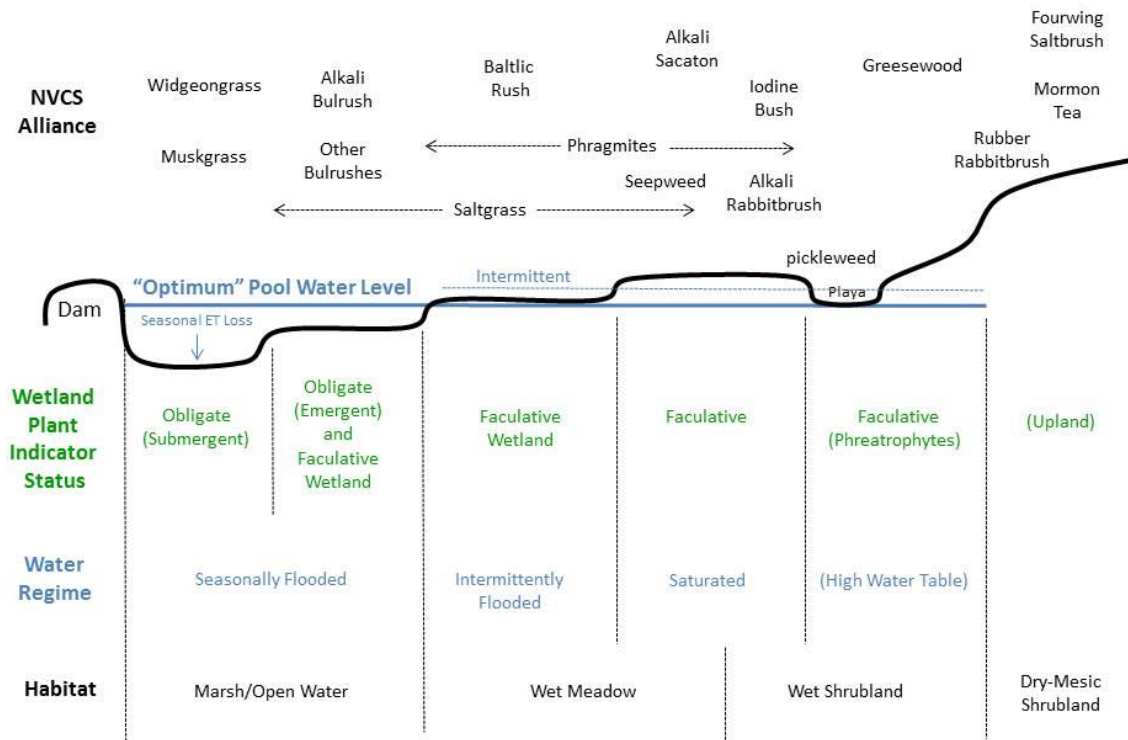 Fourwing
Saltbrush
Alkali
Sacaton
Baltlic
Rush
Greesewood
NVCS
Alliance
Widgeongrass
Alkali
Bulrush
Iodine
Bush
Mormon
Tea
Muskgrass
Other
Bulrushes
Phragmites
Rubber
Rabbitbrush
Seepweed
Alkali
Rabbitbrush
Saltgrass
pickleweed
"Optimum" Pool Water Level
Intermittent
Playa
Dam
Seasonal ET Loss
Wetland
Plant
Indicator
Status
Obligate
(Submergent)
Obligate
(Emergent)
and
Faculative
Wetland
Faculative
Wetland
Faculative
Faculative
(Phreatrophytes)
(Upland)
Water
Regime
Seasonally Flooded
Intermittently
Flooded
Saturated
(High Water Table)
Habitat
Marsh/Open Water
Wet Meadow
Wet Shrubland
Dry-Mesic
Shrubland